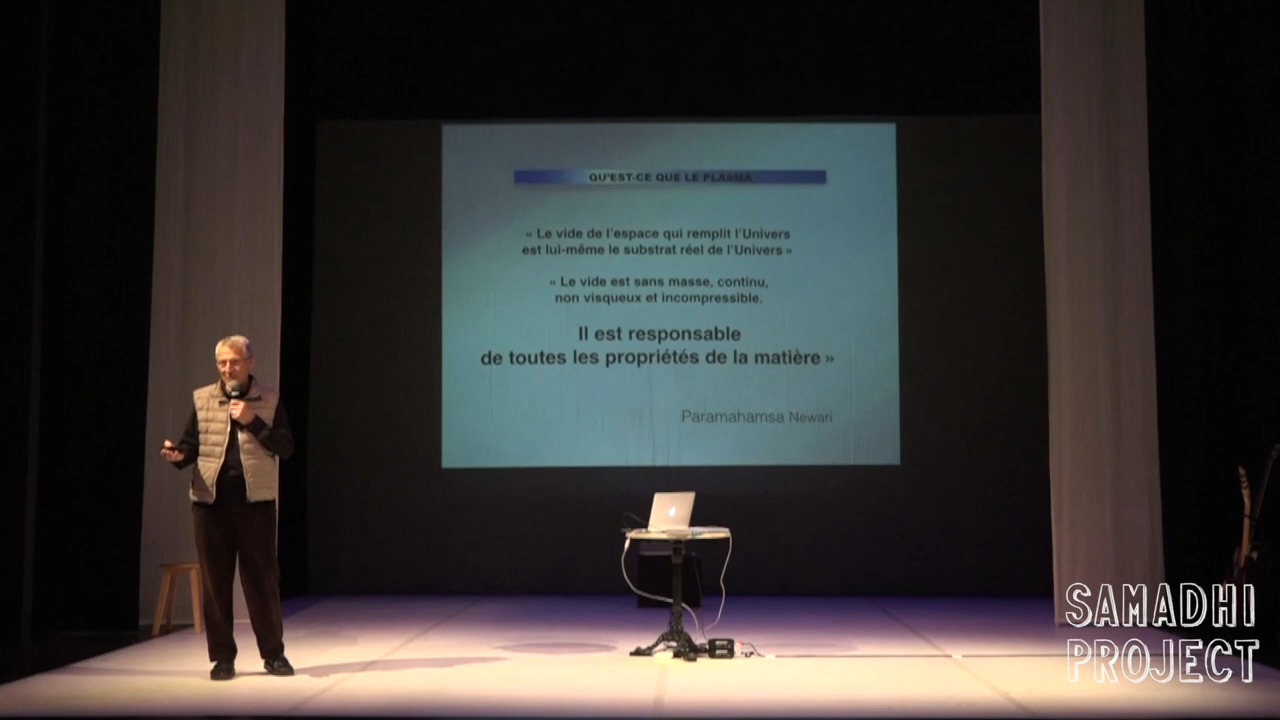 QU'EST-CE QUE LE PLASMA
« Le vide de l'espace qui remplit l'Univers
est lui-même le substrat réel de l'Univers »
« Le vide est sans masse, continu,
non visqueux et incompressible.
Il est responsable
de toutes les propriétés de la matière »
Paramahamsa Newari
SAMADHI
PROJECT